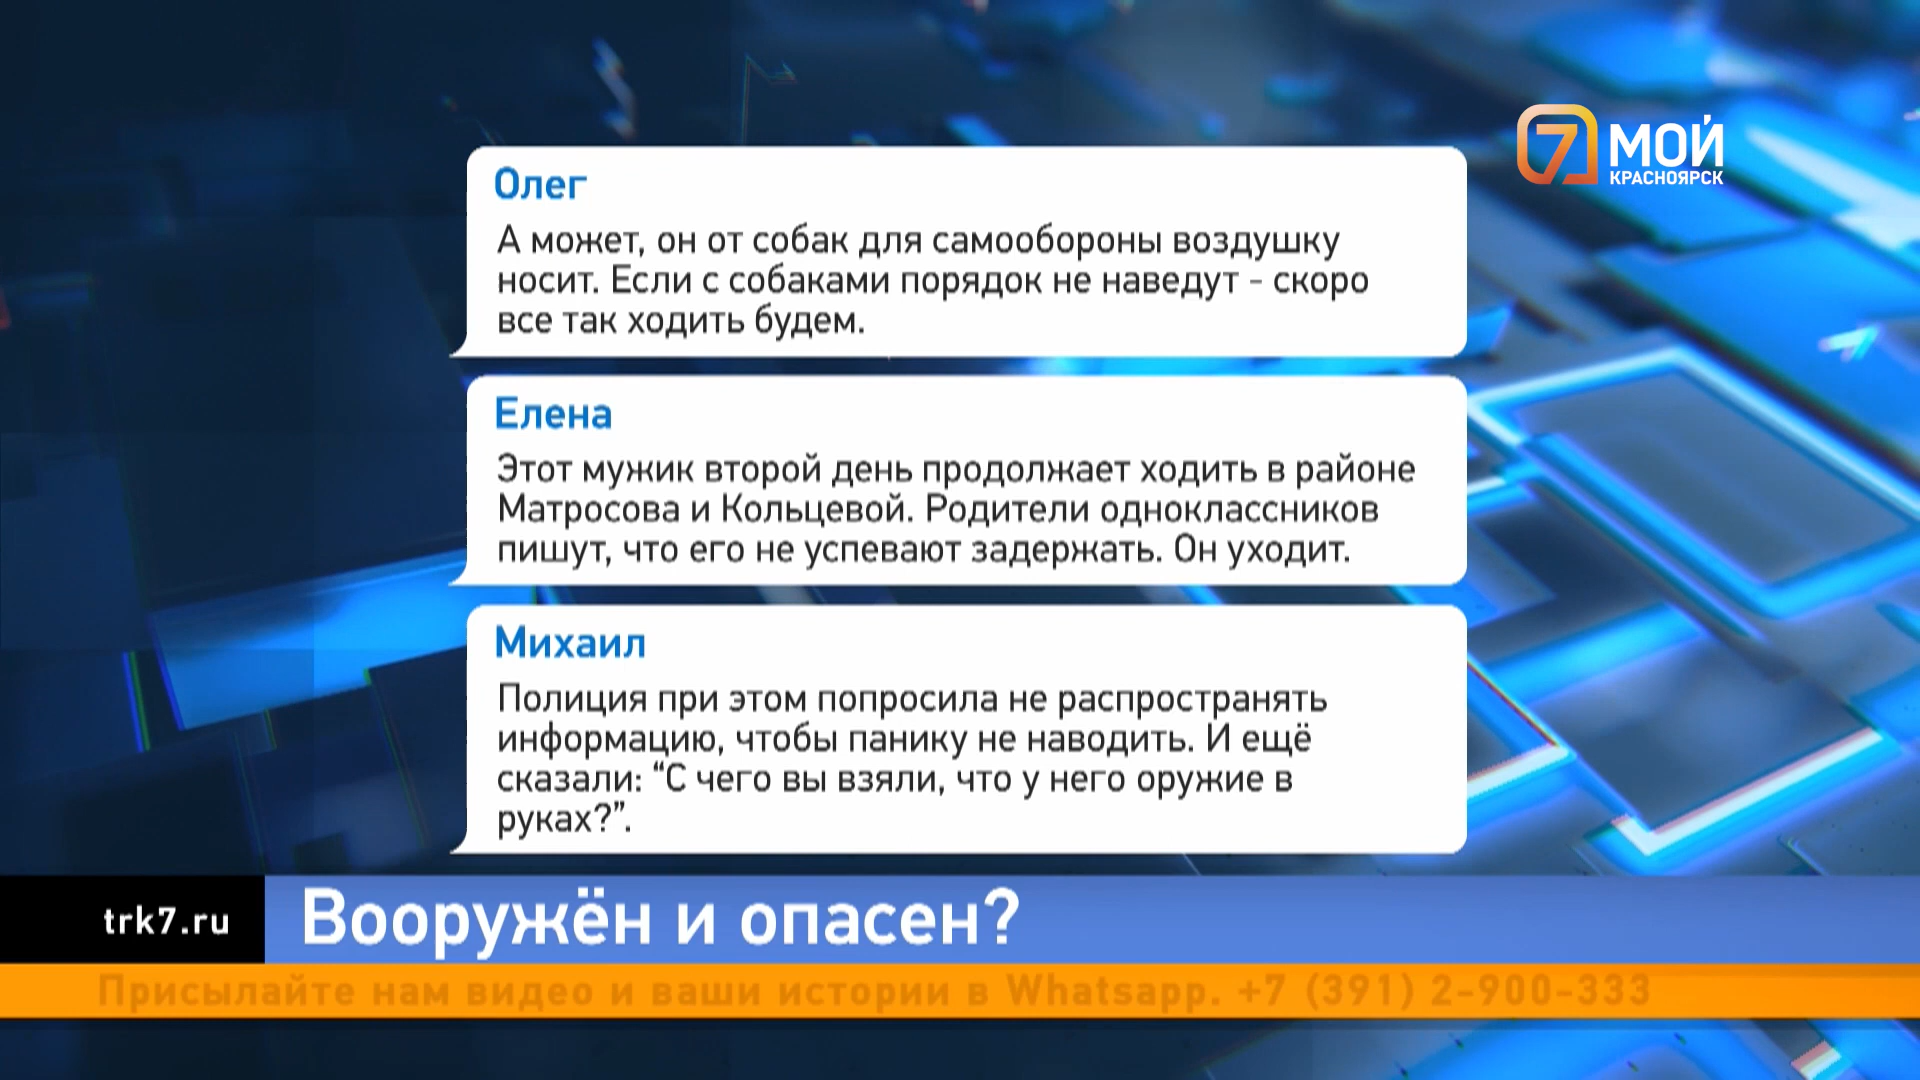 7 МОЙ
КРАСНОЯРСК
Олег
А может, он от собак для самообороны воздушку
носит. Если с собаками порядок не наведут - скоро
все так ходить будем.
Елена
Этот мужик второй день продолжает ходить в районе
Матросова и Кольцевой. Родители одноклассников
пишут, что его не успевают задержать. Он уходит.
Михаил
Полиция при этом попросила не распространять
информацию, чтобы панику не наводить. И ещё
сказали: “С чего вы взяли, что у него оружие в
руках?”.
trk7.ru
Вооружён и опасен?
Присылайте нам видео и ваши истории в Whatsapp. +7 (391) 2-900-333